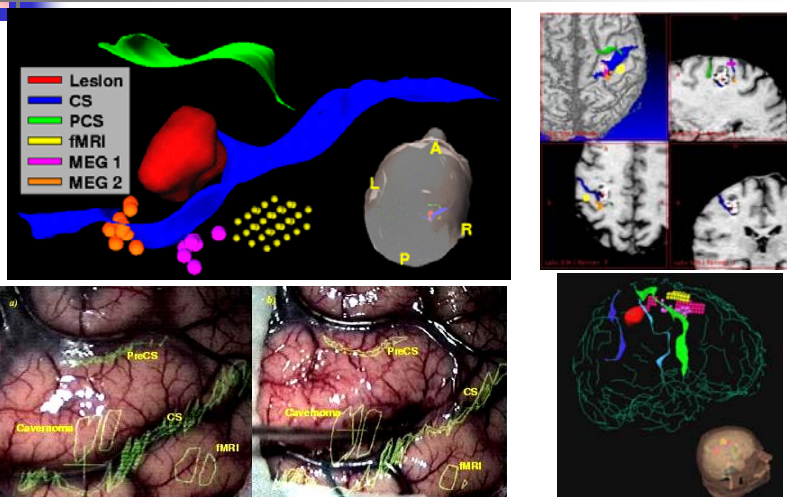 Lesion
CS
PCS
fMRI
MEG 1
MEG 2
A
L
R
P
a)
PreCS
CS
Cavernoma
fMRI
b)
PreCS
CS
Cavernoma
fMRI